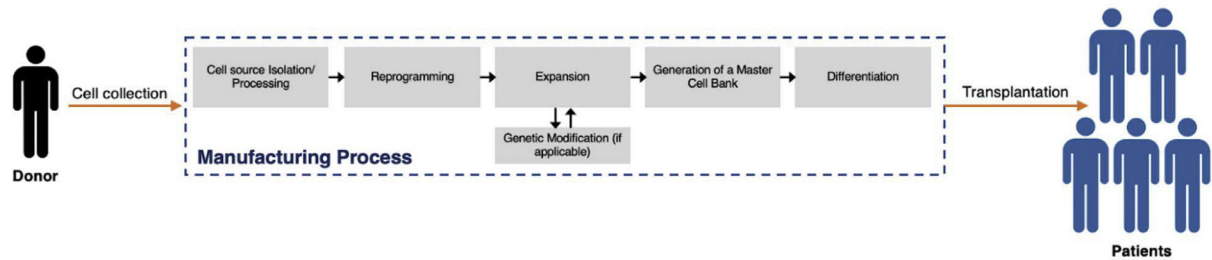 Donor
Cell collection
Cell source Isolation/
Processing
Reprogramming
Expansion
Genetic Modification (if
applicable)
Generation of a Master
Cell Bank
Differentiation
Manufacturing Process
Transplantation
Patients